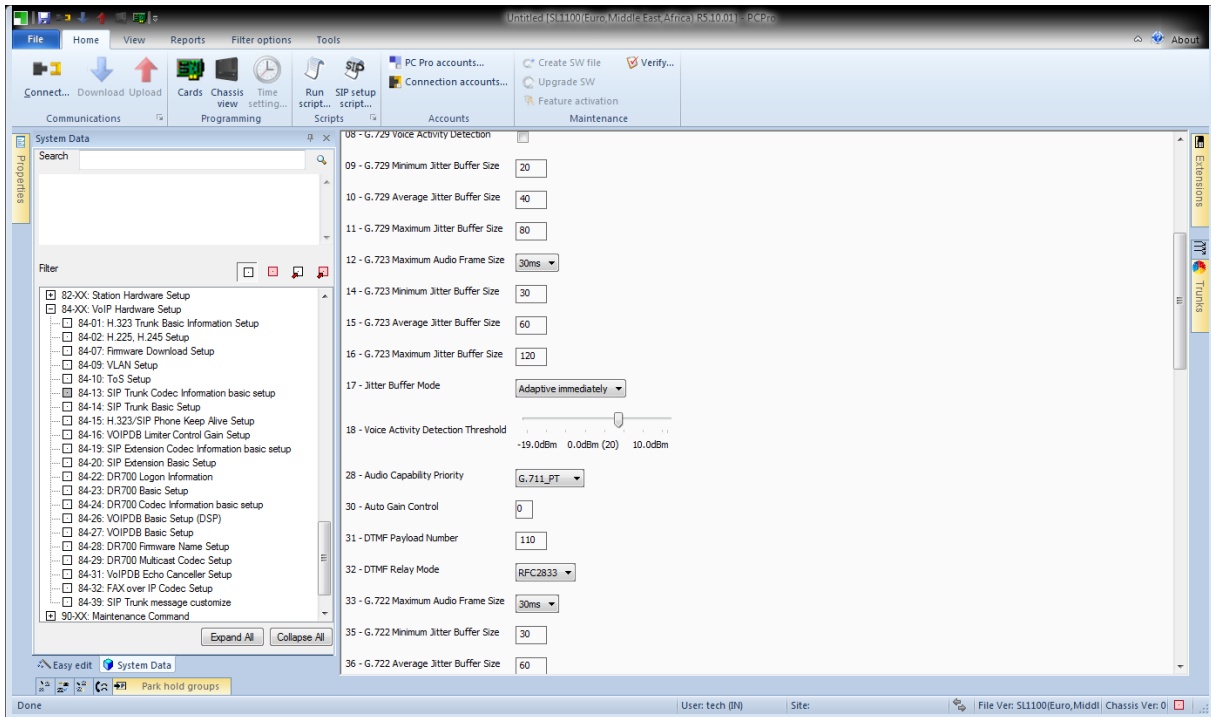 Untitled [SL1100(Euro, Middle East, Africa) R5.10.01] - PCPro
File Home View Reports Filter options Tools About
Connect... Download Upload Cards Chassis view Time setting... Run script... SIP setup script...
PC Pro accounts...
Connection accounts...
C* Create SW file Verify...
Upgrade SW
Feature activation
Communications Programming Scripts Accounts Maintenance
Properties
System Data
Search
Filter
82-XX: Station Hardware Setup
84-XX: VoIP Hardware Setup
84-01: H.323 Trunk Basic Information Setup
84-02: H.225, H.245 Setup
84-07: Firmware Download Setup
84-09: VLAN Setup
84-10: ToS Setup
84-13: SIP Trunk Codec Information basic setup
84-14: SIP Trunk Basic Setup
84-15: H.323/SIP Phone Keep Alive Setup
84-16: VOIPDB Limiter Control Gain Setup
84-19: SIP Extension Codec Information basic setup
84-20: SIP Extension Basic Setup
84-22: DR700 Logon Information
84-23: DR700 Basic Setup
84-24: DR700 Codec Information basic setup
84-26: VOIPDB Basic Setup (DSP)
84-27: VOIPDB Basic Setup
84-28: DR700 Firmware Name Setup
84-29: DR700 Multicast Codec Setup
84-31: VoIPDB Echo Canceller Setup
84-32: FAX over IP Codec Setup
84-39: SIP Trunk message customize
90-XX: Maintenance Command
Expand All Collapse All
Easy edit System Data
Park hold groups
08 - G.729 Voice Activity Detection
09 - G.729 Minimum Jitter Buffer Size 20
10 - G.729 Average Jitter Buffer Size 40
11 - G.729 Maximum Jitter Buffer Size 80
12 - G.723 Maximum Audio Frame Size 30ms
14 - G.723 Minimum Jitter Buffer Size 30
15 - G.723 Average Jitter Buffer Size 60
16 - G.723 Maximum Jitter Buffer Size 120
17 - Jitter Buffer Mode Adaptive immediately
18 - Voice Activity Detection Threshold
-19.0dBm 0.0dBm (20) 10.0dBm
28 - Audio Capability Priority G.711_PT
30 - Auto Gain Control 0
31 - DTMF Payload Number 110
32 - DTMF Relay Mode RFC2833
33 - G.722 Maximum Audio Frame Size 30ms
35 - G.722 Minimum Jitter Buffer Size 30
36 - G.722 Average Jitter Buffer Size 60
Extensions
Trunks
Done User: tech (IN) Site: File Ver: SL1100(Euro,Middl Chassis Ver: 0